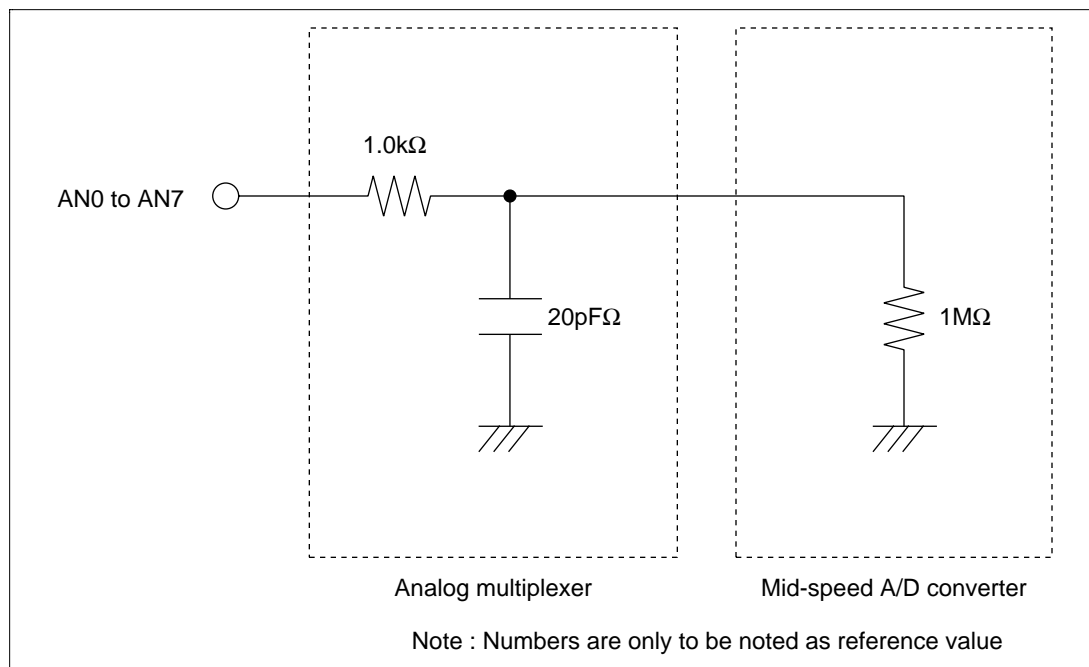 1.0kΩ
AN0 to AN7
20pFΩ
1MΩ
Analog multiplexer
Mid-speed A/D converter
Note : Numbers are only to be noted as reference value